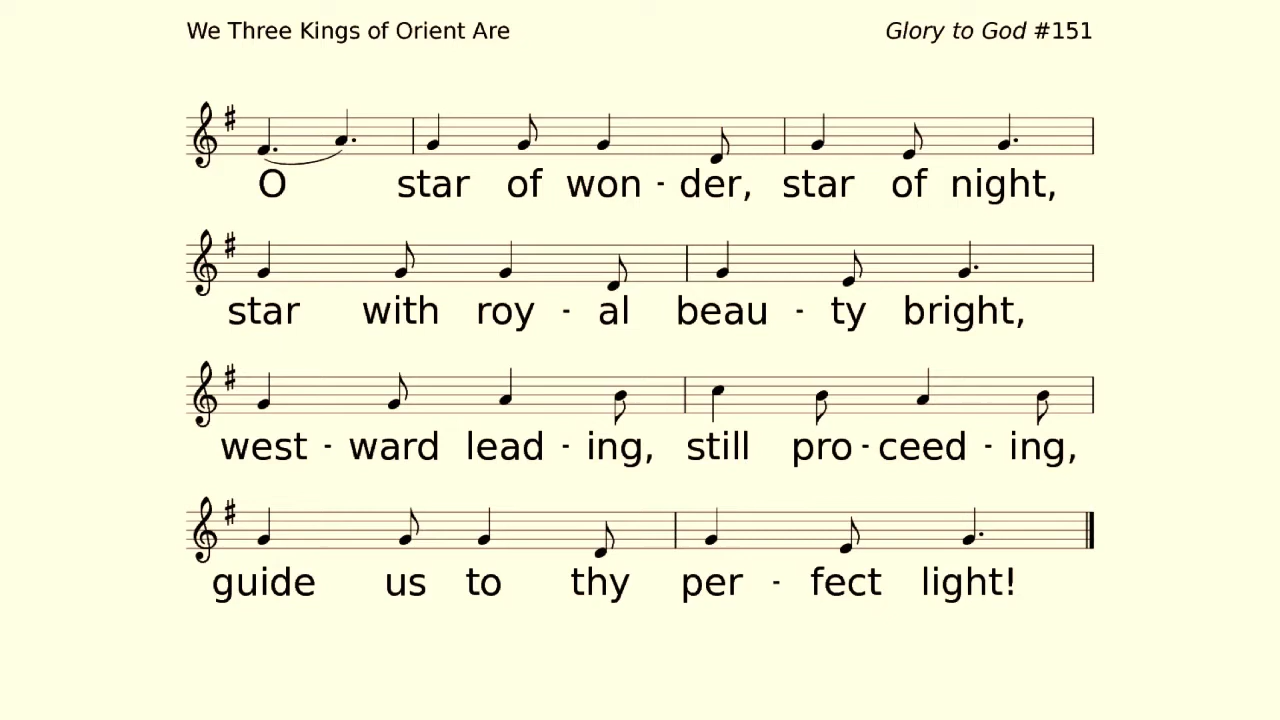 We Three Kings of Orient Are
Glory to God #151
O star of won - der, star of night,
star with roy - al beau - ty bright,
west - ward lead - ing, still pro - ceed - ing,
guide us to thy per - fect light!